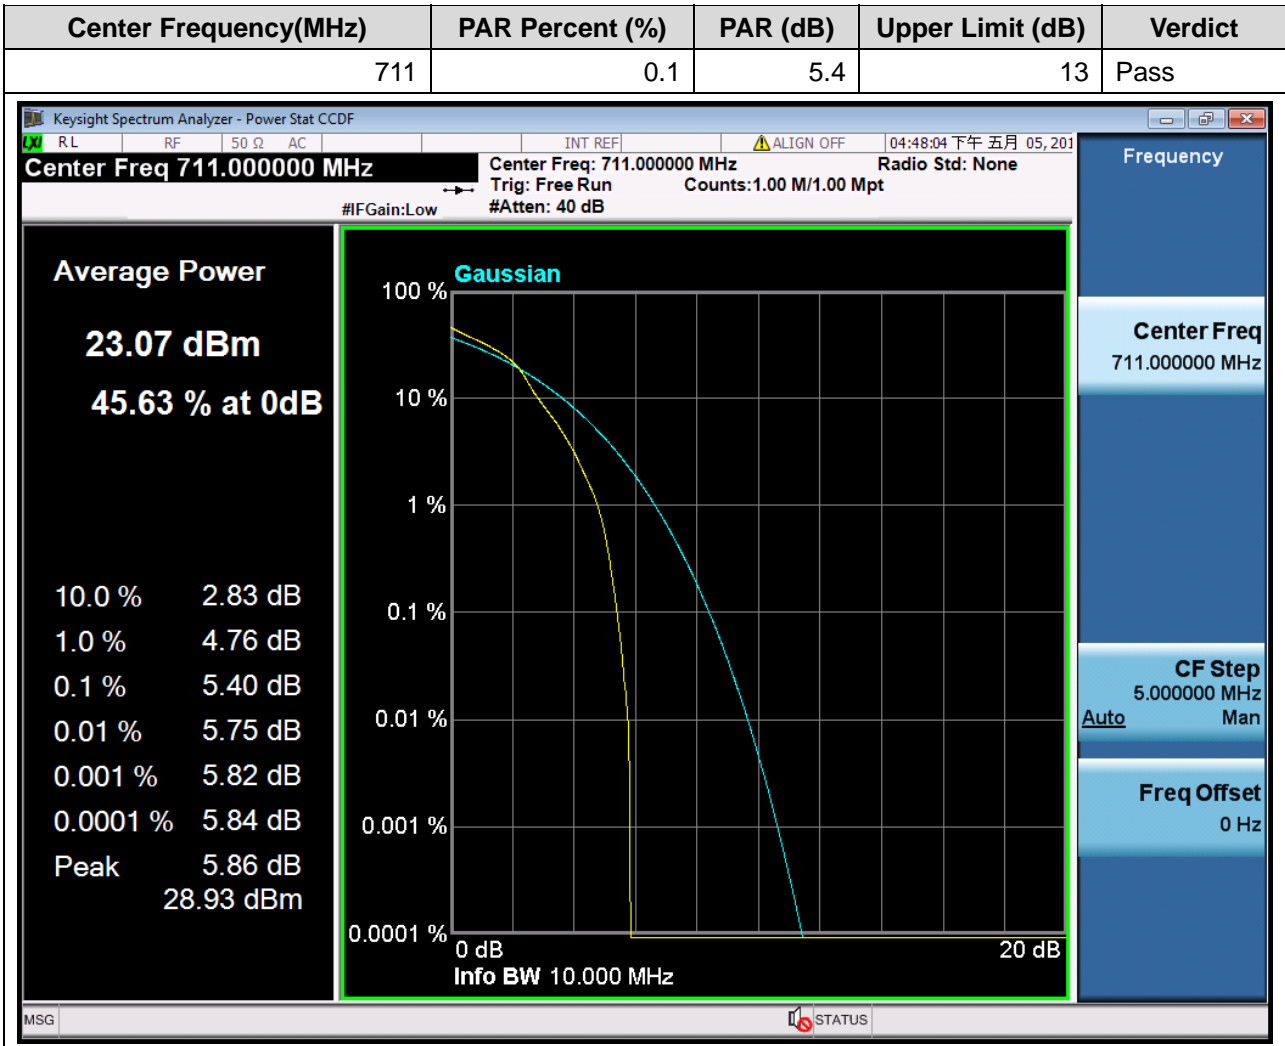 Center Frequency(MHz) PAR Percent (%) PAR (dB) Upper Limit (dB) Verdict
711 0.1 5.4 13 Pass
Keysight Spectrum Analyzer - Power Stat CCDF
LXI RL RF 50 Ω AC INT REF ALIGN OFF 04:48:04 下午 五月 05, 201
Center Freq 711.000000 MHz
Center Freq: 711.000000 MHz Radio Std: None
Trig: Free Run Counts:1.00 M/1.00 Mpt
#IFGain:Low #Atten: 40 dB
Frequency
Average Power
23.07 dBm
45.63 % at 0dB
10.0 % 2.83 dB
1.0 % 4.76 dB
0.1 % 5.40 dB
0.01 % 5.75 dB
0.001 % 5.82 dB
0.0001 % 5.84 dB
Peak 5.86 dB
28.93 dBm
Gaussian
100 %
10 %
1 %
0.1 %
0.01 %
0.001 %
0.0001 %
0 dB 20 dB
Info BW 10.000 MHz
Center Freq
711.000000 MHz
CF Step
5.000000 MHz
Auto Man
Freq Offset
0 Hz
MSG STATUS